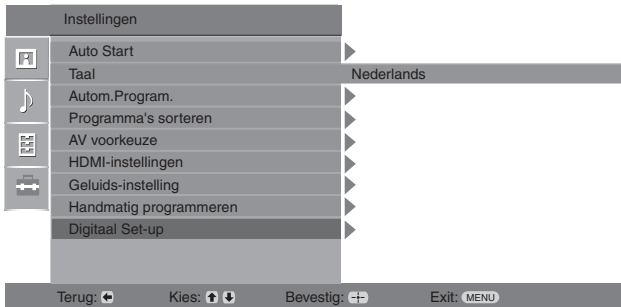 Instellingen
Auto Start
Taal Nederlands
Autom.Program.
Programma's sorteren
AV voorkeuze
HDMI-instellingen
Geluids-instelling
Handmatig programmeren
Digitaal Set-up
Terug: Kies: Bevestig: Exit: MENU